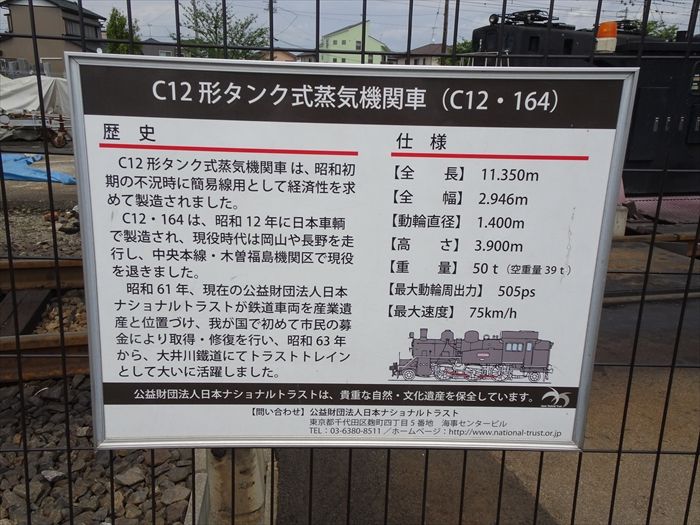 C12形タンク式蒸気機関車（C12・164）
歴史
C12形タンク式蒸気機関車は、昭和初
期の不況時に簡易線用として経済性を求
めて製造されました。
C12・164は、昭和12年に日本車輌
で製造され、現役時代は岡山や長野を走
行し、中央本線・木曽福島機関区で現役
を退きました。
昭和61年、現在の公益財団法人日本
ナショナルトラストが鉄道車両を産業遺
産と位置づけ、我が国で初めて市民の募
金により取得・修復を行い、昭和63年
から、大井川鐵道にてトラストトレイン
として大いに活躍しました。
仕様
【全長】11.350m
【全幅】2.946m
【動輪直径】1.400m
【高さ】3.900m
【重量】50t（空重量39t）
【最大動輪周出力】505ps
【最大速度】75km/h
公益財団法人日本ナショナルトラストは、貴重な自然・文化遺産を保全しています。
【問い合わせ】公益財団法人日本ナショナルトラスト
東京都千代田区麹町四丁目5番地 海事センタービル
TEL：03-6380-8511／ホームページ：http://www.national-trust.or.jp